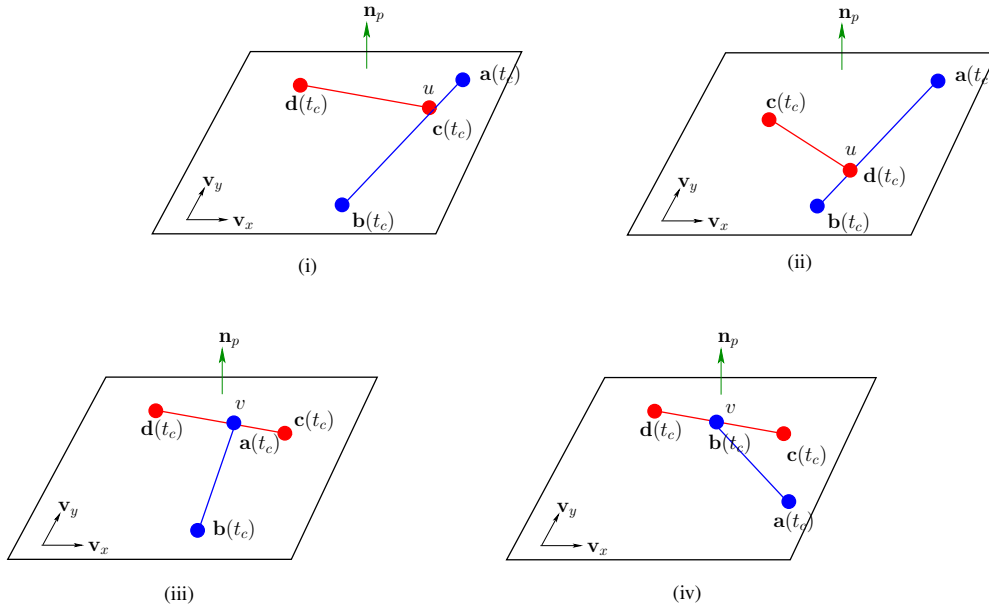 n_p
a(t_c)
d(t_c)
u
c(t_c)
v_y
v_x
b(t_c)
(i)
n_p
a(t_c
c(t_c)
u
d(t_c)
v_y
v_x
b(t_c)
(ii)
n_p
v
c(t_c)
d(t_c)
a(t_c)
v_y
v_x
b(t_c)
(iii)
n_p
v
d(t_c)
b(t_c)
c(t_c)
v_y
v_x
a(t_c)
(iv)